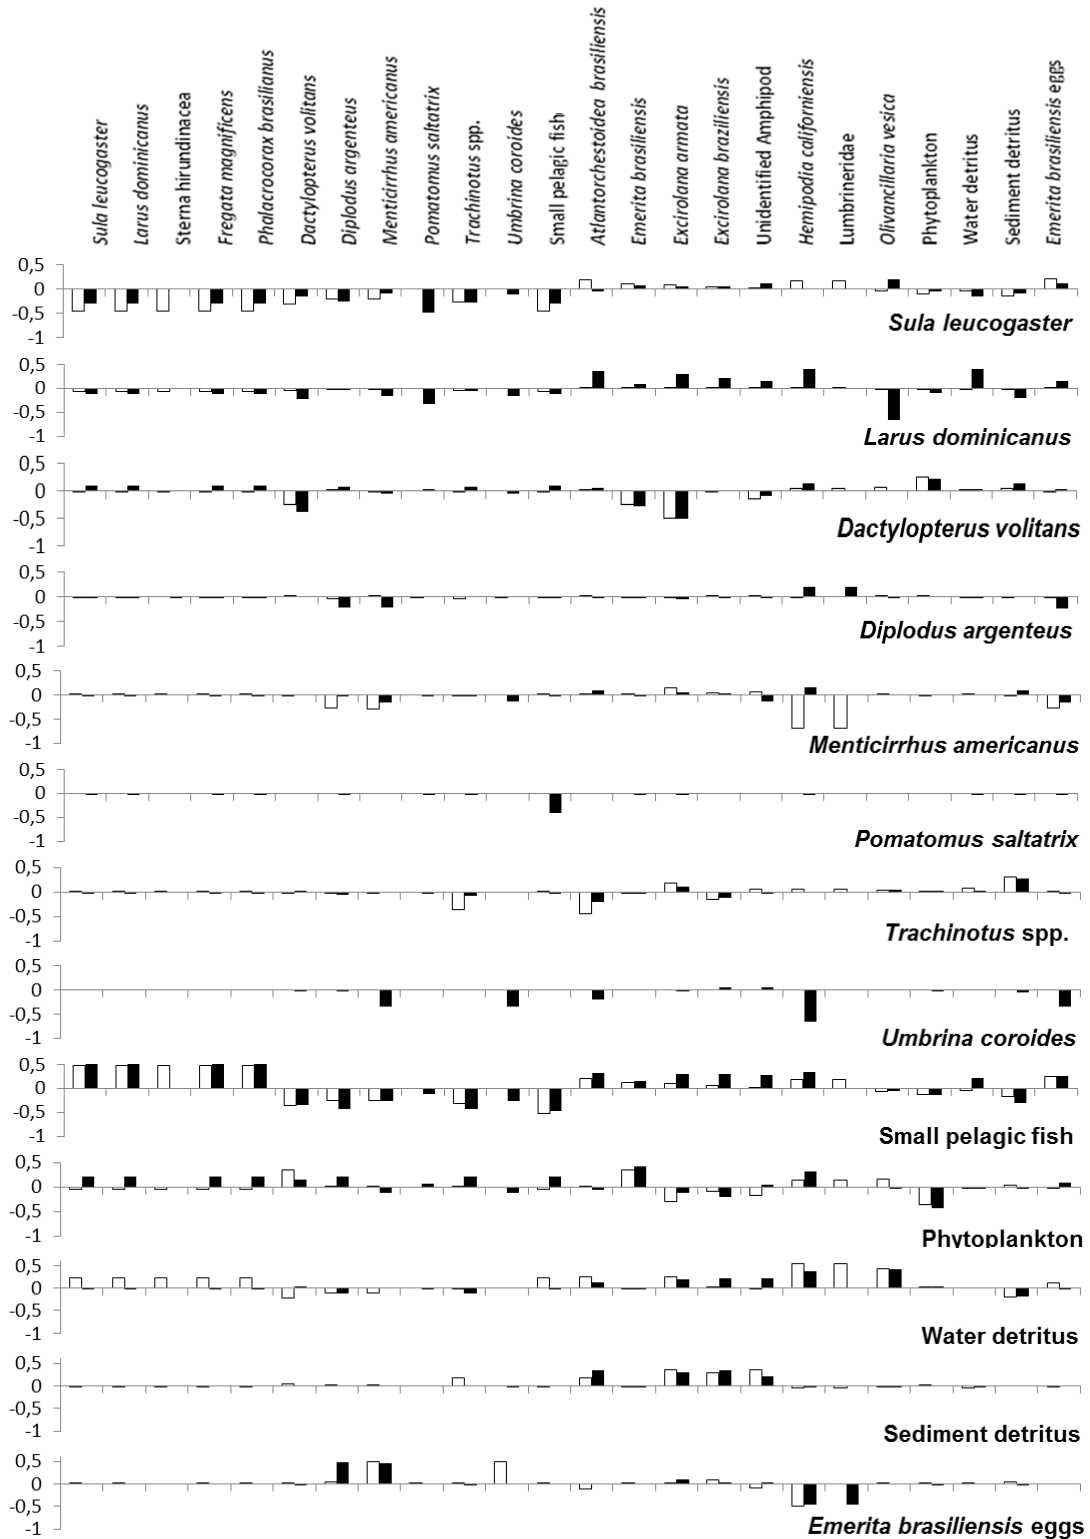 Sula leucogaster
Larus dominicanus
Sterna hirundinacea
Fregata magnificens
Phalacrocorax brasilianus
Dactylopterus volitans
Diplodus argenteus
Menticirrhus americanus
Pomatomus saltatrix
Trachinotus spp.
Umbrina coroides
Small pelagic fish
Atlantorchestoidea brasiliensis
Emerita brasiliensis
Excirolana armata
Excirolana braziliensis
Unidentified Amphipod
Hemipodia californiensis
Lumbrineridae
Olivancillaria vesica
Phytoplankton
Water detritus
Sediment detritus
Emerita brasiliensis eggs
0,5
0
-0,5
-1
Sula leucogaster
0,5
0
-0,5
-1
Larus dominicanus
0,5
0
-0,5
-1
Dactylopterus volitans
0,5
0
-0,5
-1
Diplodus argenteus
0,5
0
-0,5
-1
Menticirrhus americanus
0,5
0
-0,5
-1
Pomatomus saltatrix
0,5
0
-0,5
-1
Trachinotus spp.
0,5
0
-0,5
-1
Umbrina coroides
0,5
0
-0,5
-1
Small pelagic fish
0,5
0
-0,5
-1
Phytoplankton
0,5
0
-0,5
-1
Water detritus
0,5
0
-0,5
-1
Sediment detritus
0,5
0
-0,5
-1
Emerita brasiliensis eggs